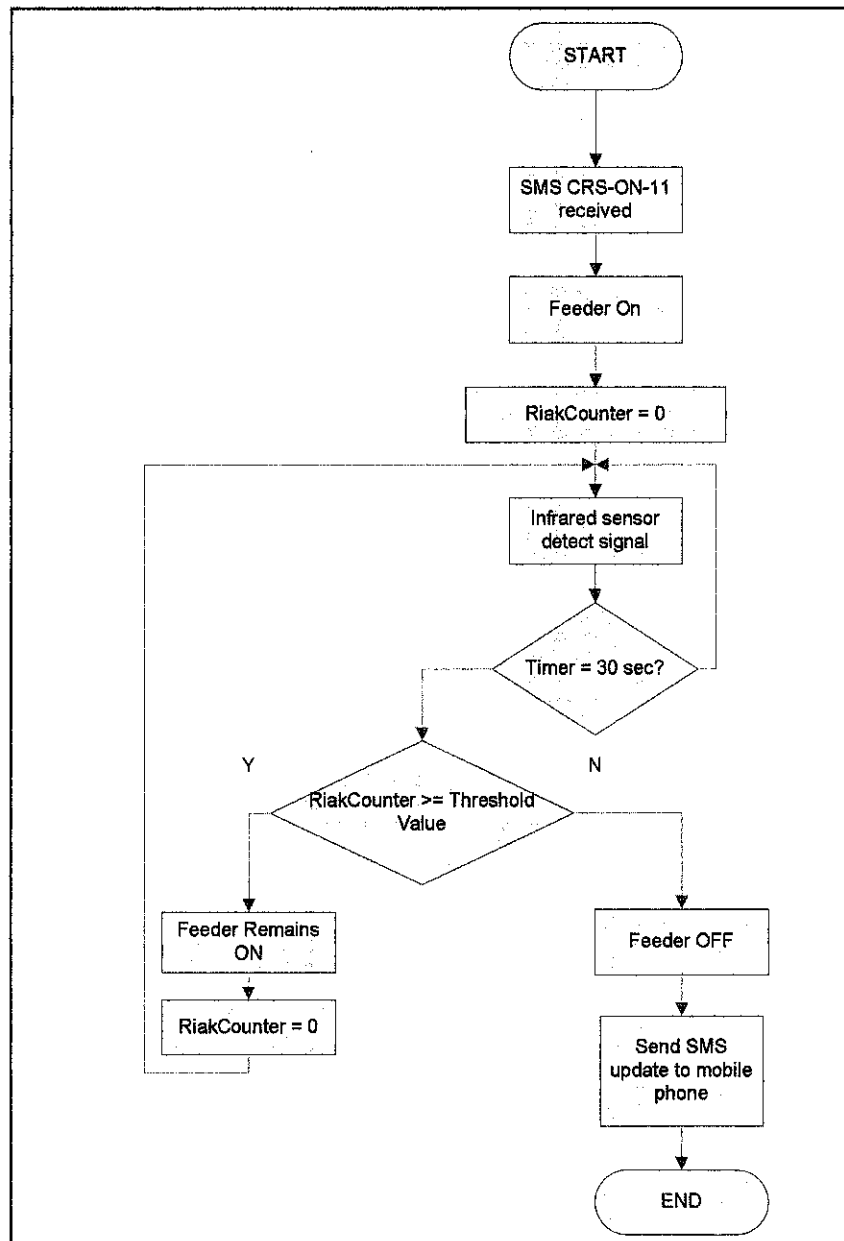 START
SMS CRS-ON-11
received
Feeder On
RiakCounter = 0
Infrared sensor
detect signal
Timer = 30 sec?
Y
N
RiakCounter >= Threshold
Value
Feeder Remains
ON
Feeder OFF
RiakCounter = 0
Send SMS
update to mobile
phone
END